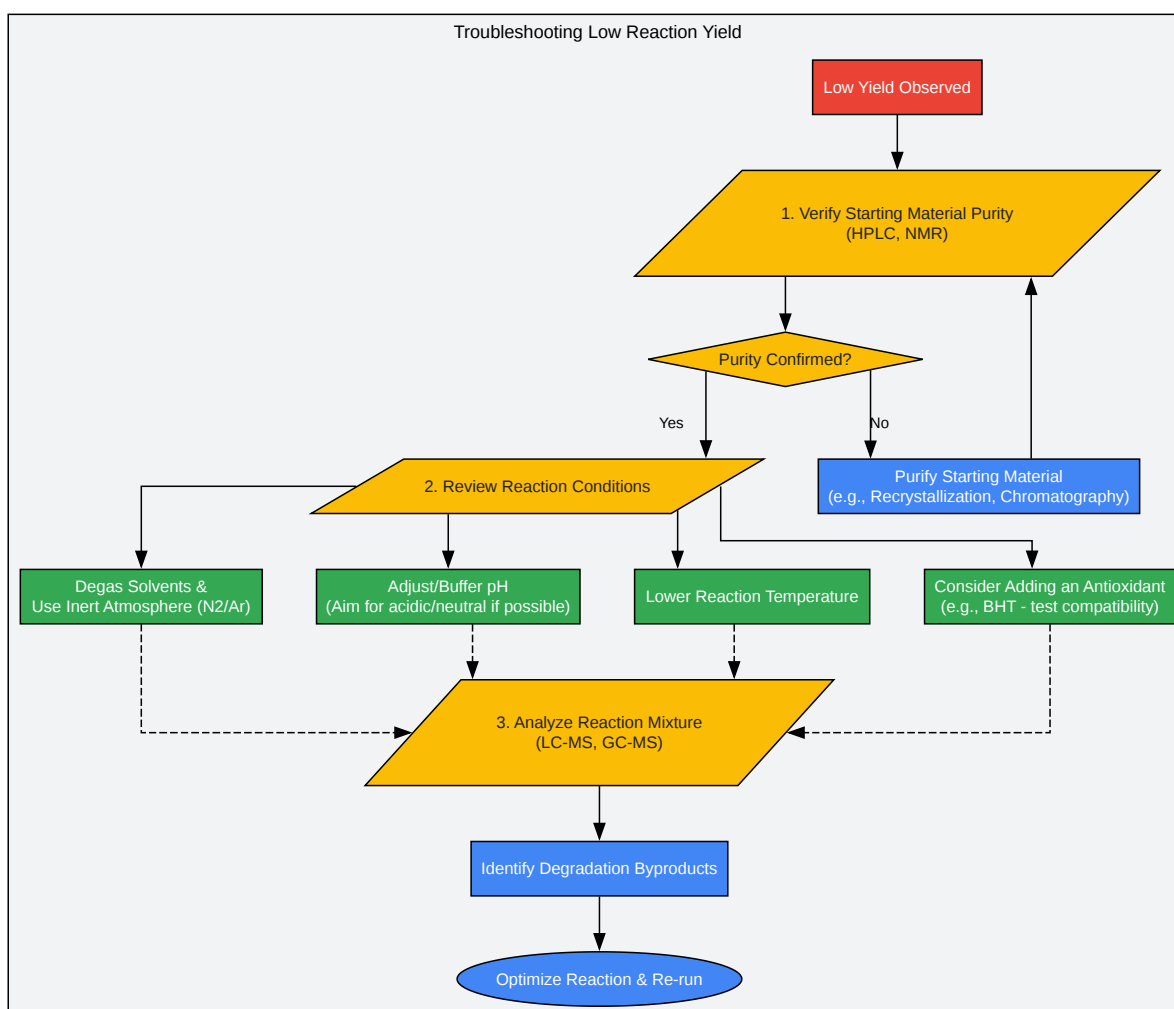 Troubleshooting Low Reaction Yield
Low Yield Observed
1. Verify Starting Material Purity
(HPLC, NMR)
Purity Confirmed?
Yes
No
Purify Starting Material
(e.g., Recrystallization, Chromatography)
2. Review Reaction Conditions
Degas Solvents &
Use Inert Atmosphere (N2/Ar)
Adjust/Buffer pH
(Aim for acidic/neutral if possible)
Lower Reaction Temperature
Consider Adding an Antioxidant
(e.g., BHT - test compatibility)
3. Analyze Reaction Mixture
(LC-MS, GC-MS)
Identify Degradation Byproducts
Optimize Reaction & Re-run